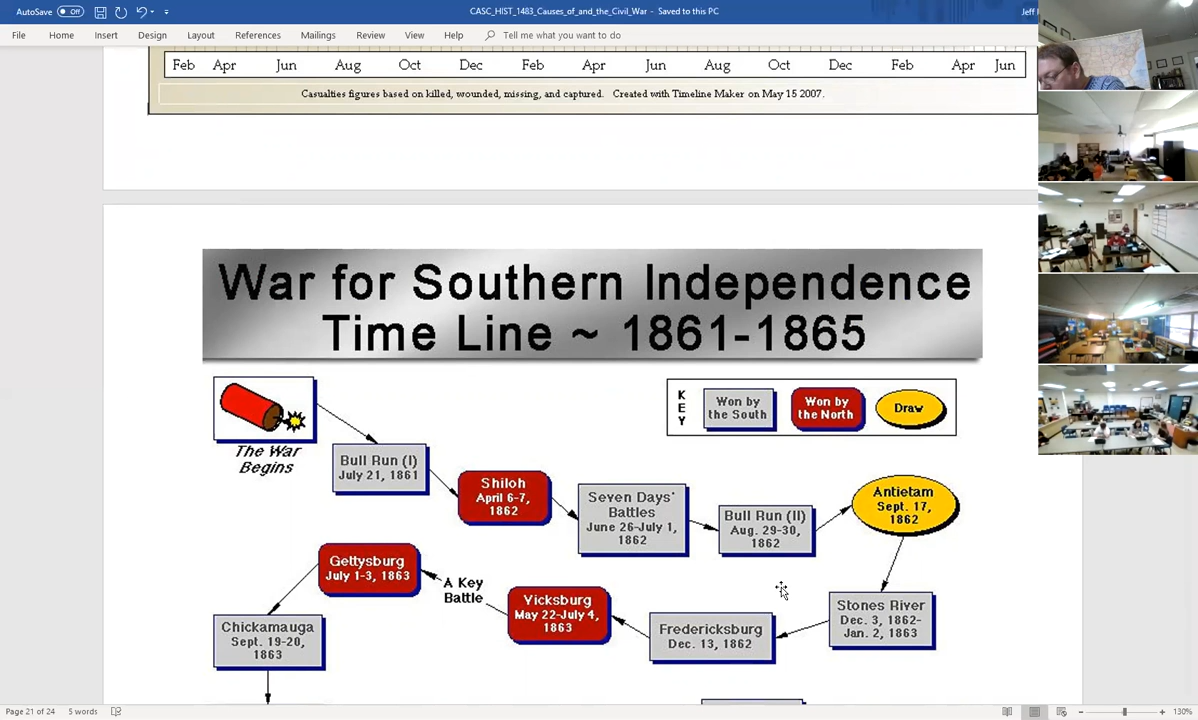 AutoSave Off
CASC_HIST_1483_Causes_of_and_the_Civil_War - Saved to this PC
File Home Insert Design Layout References Mailings Review View Help Tell me what you want to do
Feb Apr Jun Aug Oct Dec Feb Apr Jun Aug Oct Dec Feb Apr Jun
Casualties figures based on killed, wounded, missing, and captured. Created with Timeline Maker on May 15 2007.
War for Southern Independence
Time Line ~ 1861-1865
KEY
Won by
the South
Won by
the North
Draw
The War
Begins
Bull Run (I)
July 21, 1861
Shiloh
April 6-7,
1862
Seven Days'
Battles
June 26-July 1,
1862
Bull Run (II)
Aug. 29-30,
1862
Antietam
Sept. 17,
1862
Gettysburg
July 1-3, 1863
A Key
Battle
Vicksburg
May 22-July 4,
1863
Fredericksburg
Dec. 13, 1862
Stones River
Dec. 3, 1862-
Jan. 2, 1863
Chickamauga
Sept. 19-20,
1863
Page 21 of 24 5 words
130%